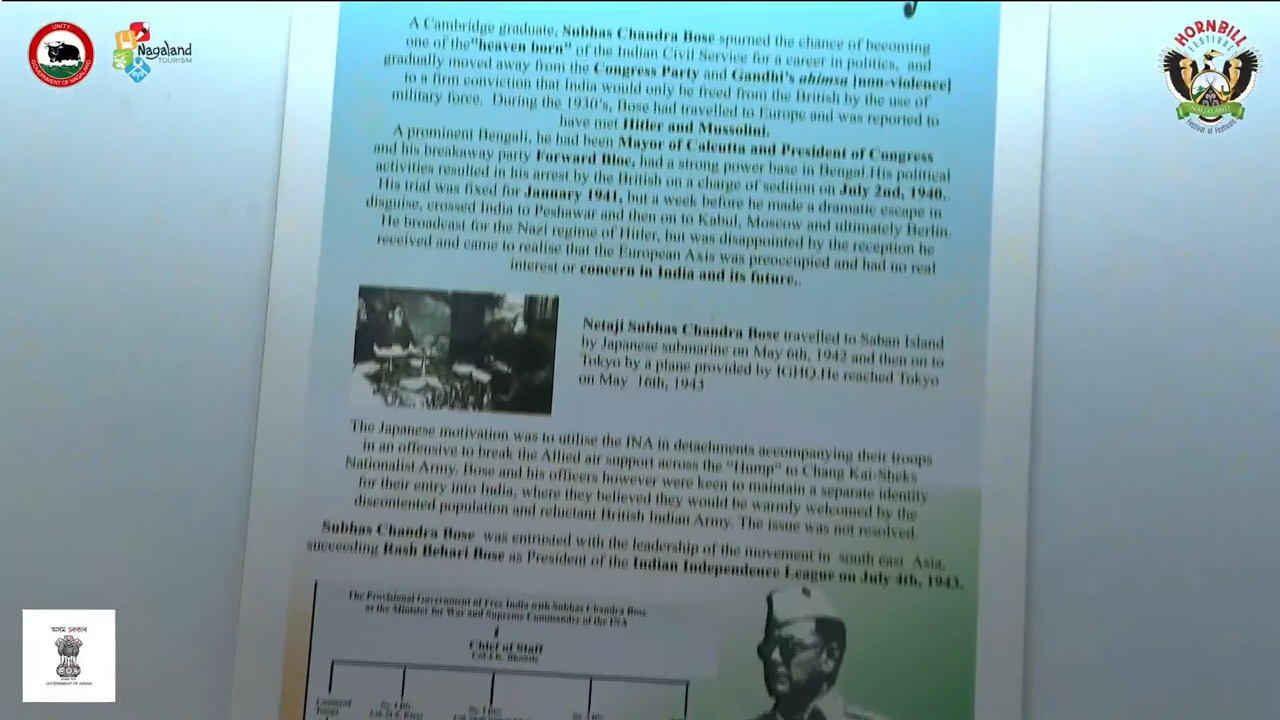 UNITY
GOVERNMENT OF NAGALAND
Nagaland
TOURISM
HORNBILL
FESTIVAL
NAGALAND
Festival of Festivals
A Cambridge graduate, Subhas Chandra Bose spurned the chance of becoming
one of the "heaven born" of the Indian Civil Service for a career in politics, and
gradually moved away from the Congress Party and Gandhi's ahimsa [non-violence]
to a firm conviction that India would only be freed from the British by the use of
military force. During the 1930's, Bose had travelled to Europe and was reported to
have met Hitler and Mussolini.
A prominent Bengali, he had been Mayor of Calcutta and President of Congress
and his breakaway party Forward Bloc, had a strong power base in Bengal.His political
activities resulted in his arrest by the British on a charge of sedition on July 2nd, 1940.
His trial was fixed for January 1941, but a week before he made a dramatic escape in
disguise, crossed India to Peshawar and then on to Kabul, Moscow and ultimately Berlin.
He broadcast for the Nazi regime of Hitler, but was disappointed by the reception he
received and came to realise that the European Axis was preoccupied and had no real
interest or concern in India and its future..
Netaji Subhas Chandra Bose travelled to Saban Island
by Japanese submarine on May 6th, 1942 and then on to
Tokyo by a plane provided by IGHQ.He reached Tokyo
on May 16th, 1943
The Japanese motivation was to utilise the INA in detachments accompanying their troops
in an offensive to break the Allied air support across the "Hump" to Chang Kai-Sheks
Nationalist Army. Bose and his officers however were keen to maintain a separate identity
for their entry into India, where they believed they would be warmly welcomed by the
discontented population and reluctant British Indian Army. The issue was not resolved.
Subhas Chandra Bose was entrusted with the leadership of the movement in south east Asia,
succeeding Rash Behari Bose as President of the Indian Independence League on July 4th, 1943.
The Provisional Government of Free India with Subhas Chandra Bose
as the Minister for War and Supreme Commander of the INA
Chief of Staff
অসম চৰকাৰ
GOVERNMENT OF ASSAM